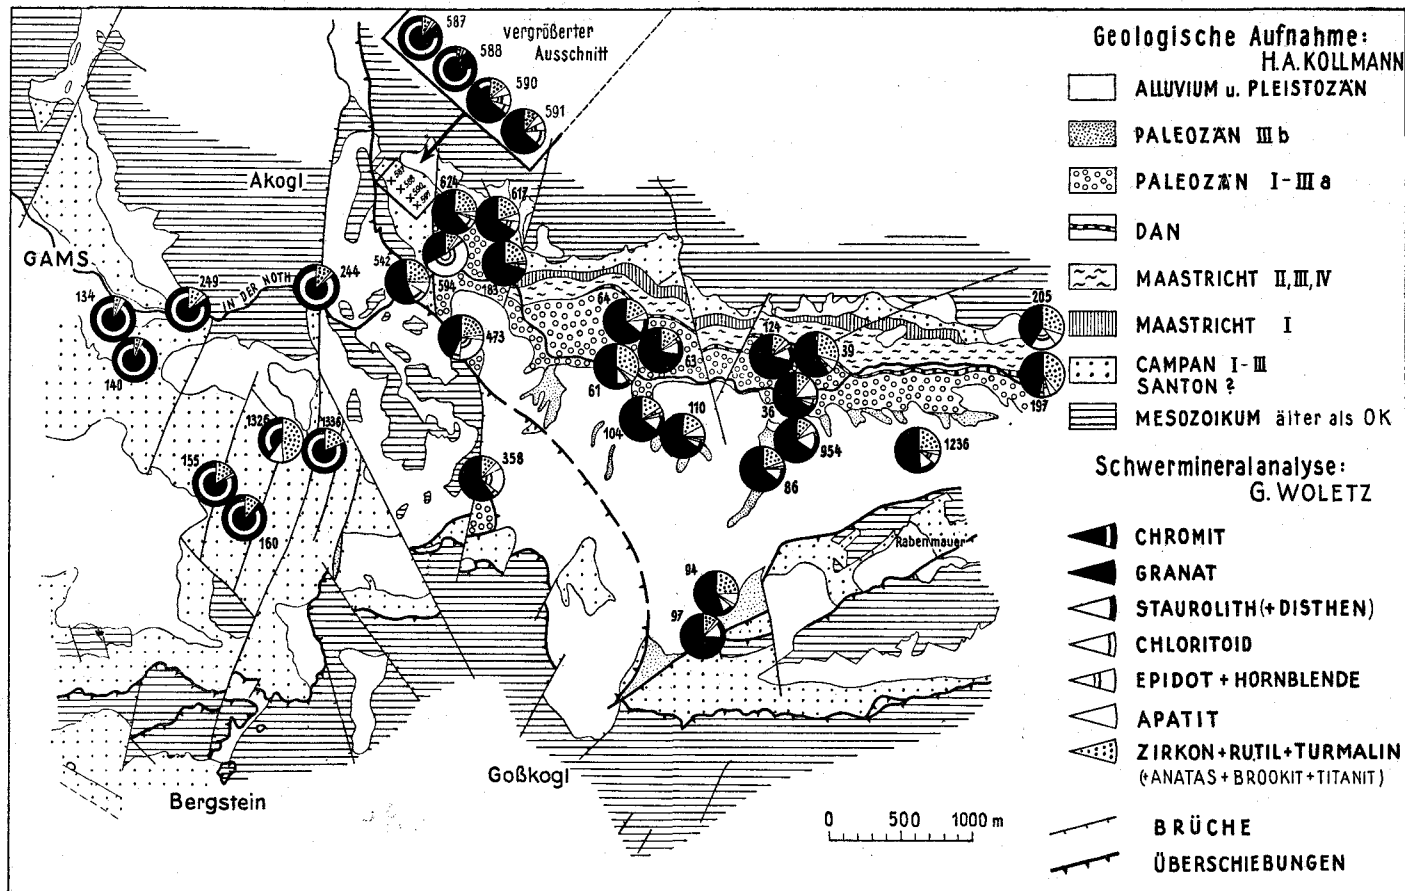 587
588
590
591
vergrößerter
Ausschnitt
Akogl
GAMS
IN DER NOTH
134
140
249
244
542
624
617
594
183
473
64
63
61
124
39
36
205
197
104
110
954
86
1236
1326
1336
155
160
358
94
97
Rabenmauer
Goßkogl
Bergstein
0 500 1000 m
Geologische Aufnahme:
H.A. KOLLMANN
ALLUVIUM u. PLEISTOZÄN
PALEOZÄN III b
PALEOZÄN I-III a
DAN
MAASTRICHT II, III, IV
MAASTRICHT I
CAMPAN I-III
SANTON ?
MESOZOIKUM älter als OK
Schwermineralanalyse:
G. WOLETZ
CHROMIT
GRANAT
STAUROLITH (+ DISTHEN)
CHLORITOID
EPIDOT + HORNBLENDE
APATIT
ZIRKON + RUTIL + TURMALIN
(+ ANATAS + BROOKIT + TITANIT)
BRÜCHE
ÜBERSCHIEBUNGEN